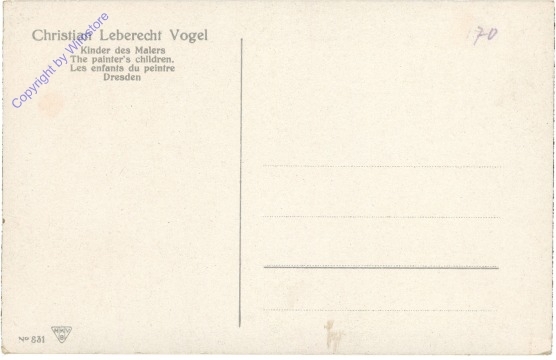 Christian Leberecht Vogel
Kinder des Malers
The painter's children.
Les enfants du peintre
Dresden
Copyright by Winstore
70
No 831